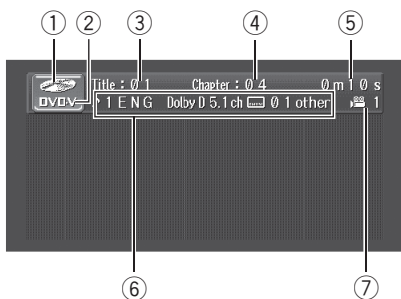 ① ② ③ ④ ⑤
Title : 0 1 Chapter : 0 4 0 m 1 0 s
DVD-V 1 E N G Dolby D 5.1 ch 0 1 other 1
⑥ ⑦